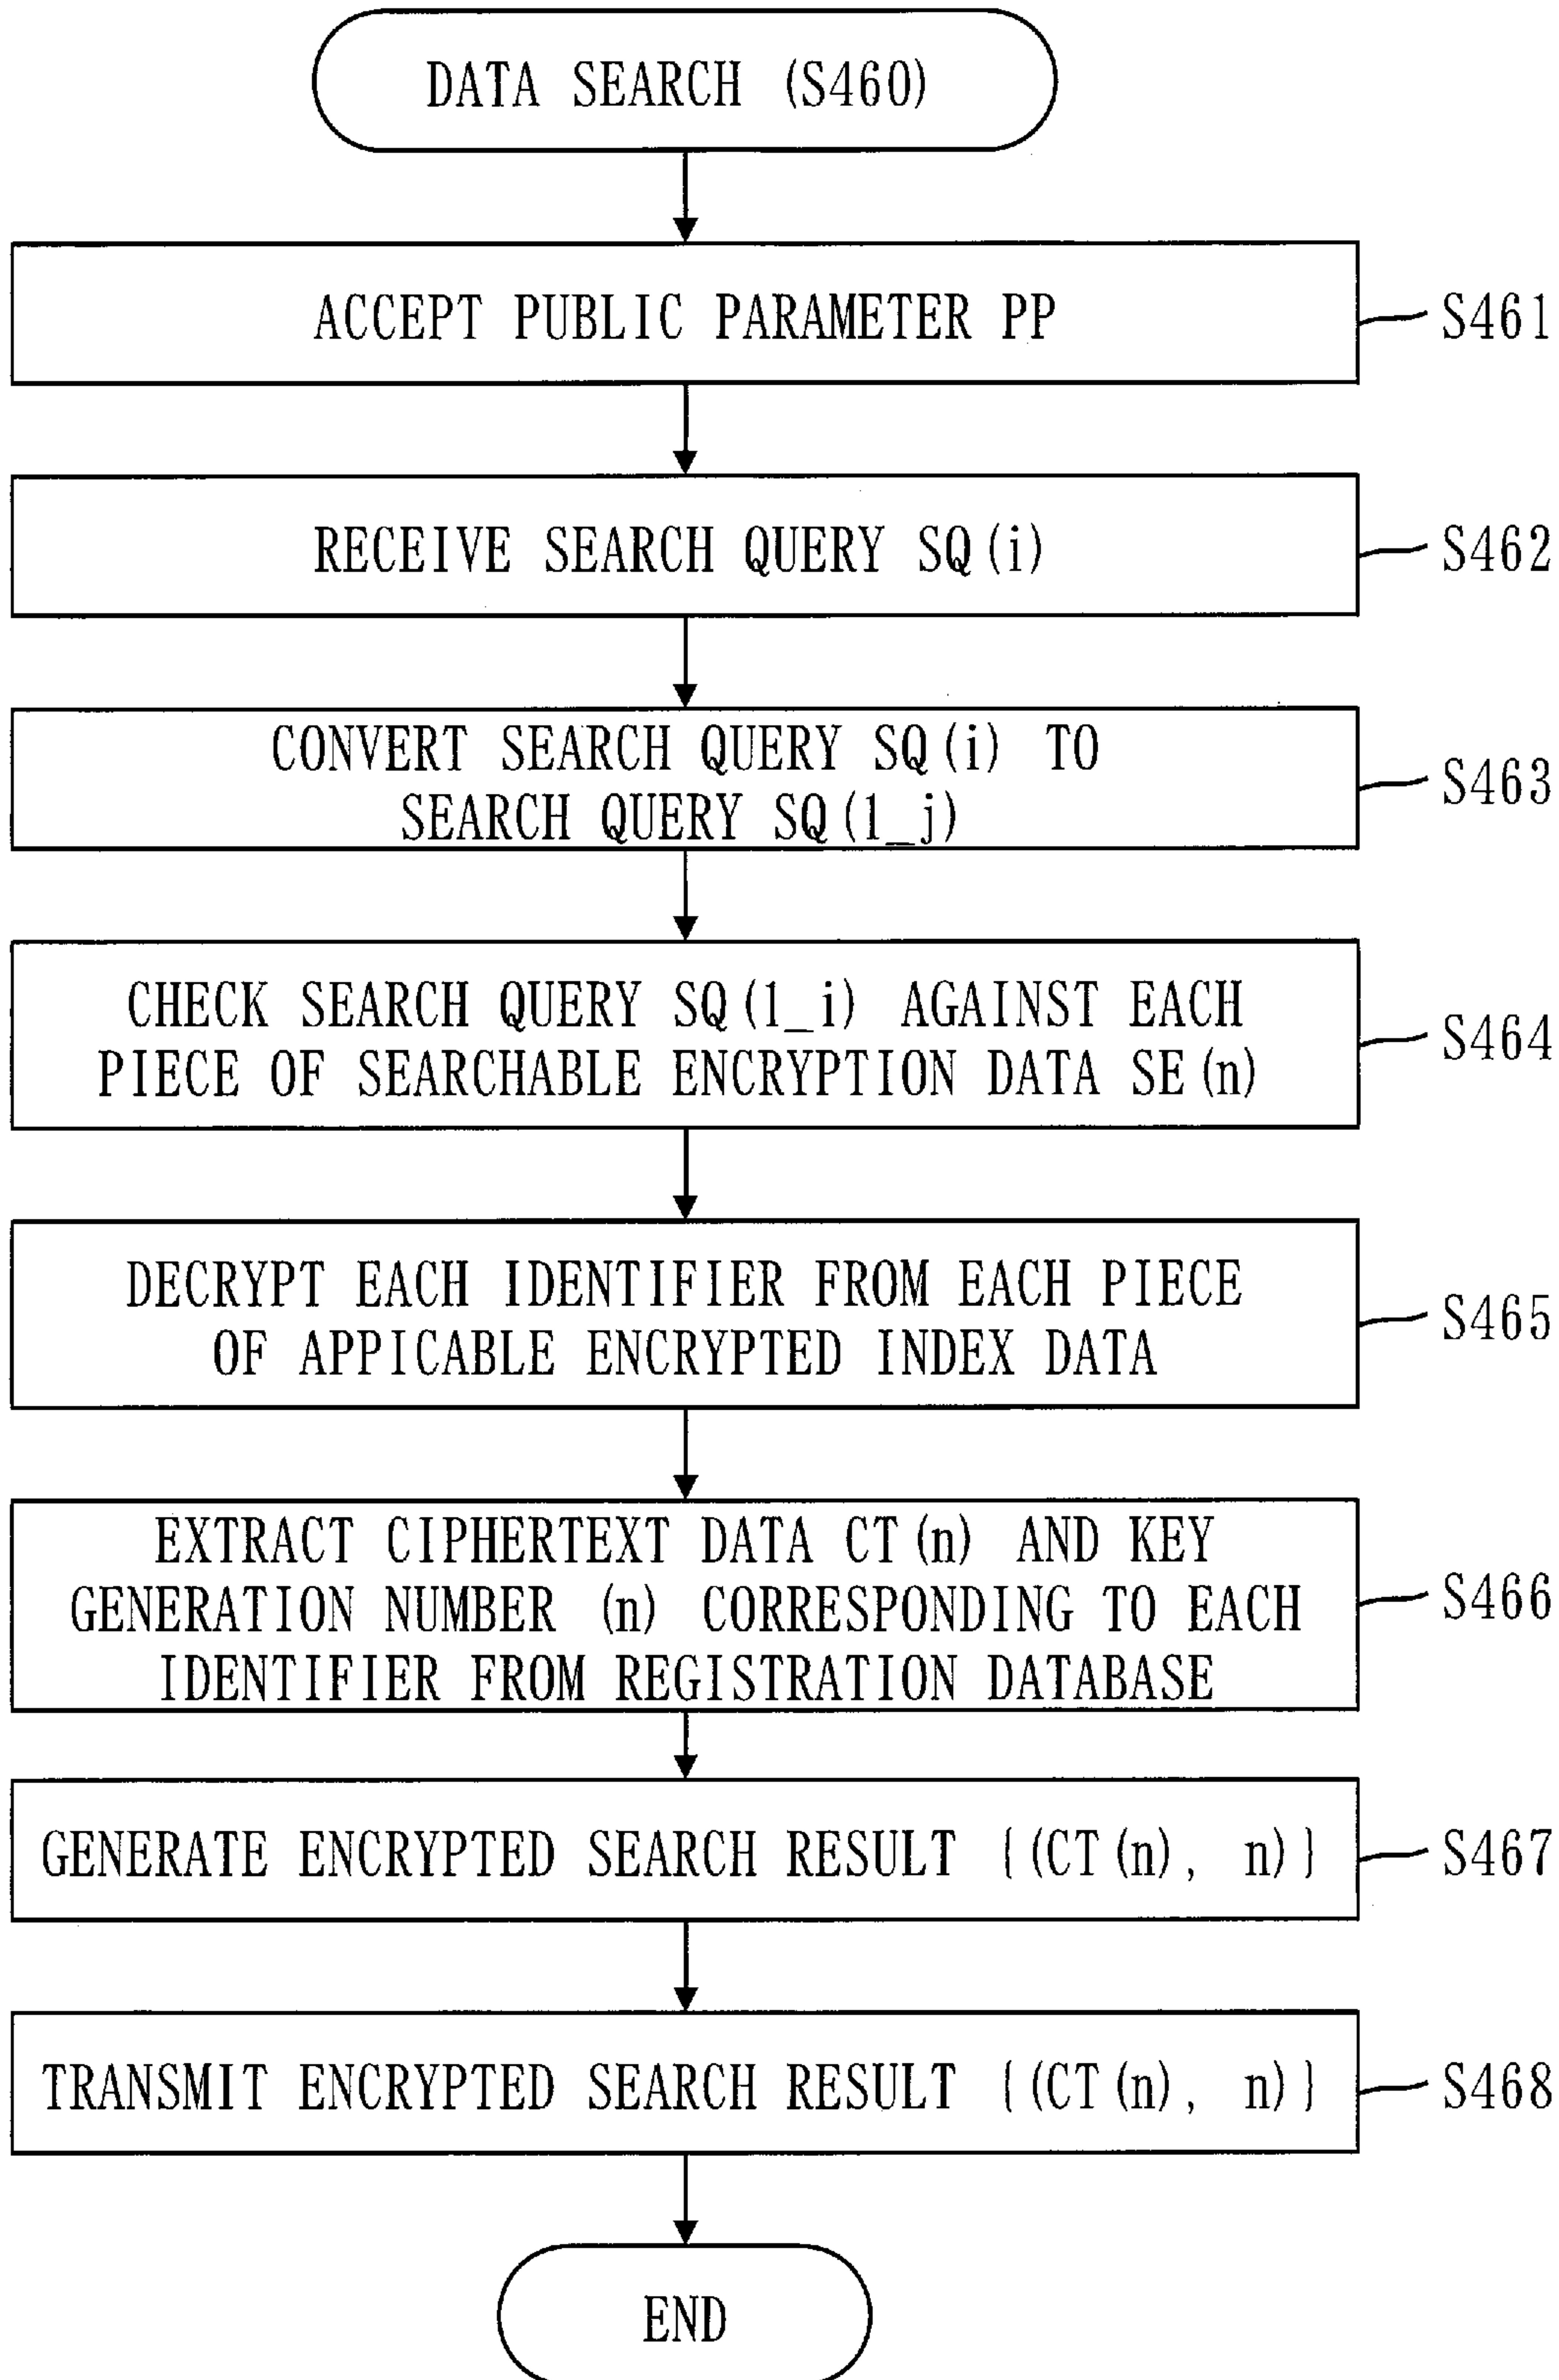 DATA SEARCH (S460)
ACCEPT PUBLIC PARAMETER PP
S461
RECEIVE SEARCH QUERY SQ(i)
S462
CONVERT SEARCH QUERY SQ(i) TO
SEARCH QUERY SQ(1_j)
S463
CHECK SEARCH QUERY SQ(1_i) AGAINST EACH
PIECE OF SEARCHABLE ENCRYPTION DATA SE(n)
S464
DECRYPT EACH IDENTIFIER FROM EACH PIECE
OF APPICABLE ENCRYPTED INDEX DATA
S465
EXTRACT CIPHERTEXT DATA CT(n) AND KEY
GENERATION NUMBER (n) CORRESPONDING TO EACH
IDENTIFIER FROM REGISTRATION DATABASE
S466
GENERATE ENCRYPTED SEARCH RESULT {(CT(n), n)}
S467
TRANSMIT ENCRYPTED SEARCH RESULT {(CT(n), n)}
S468
END